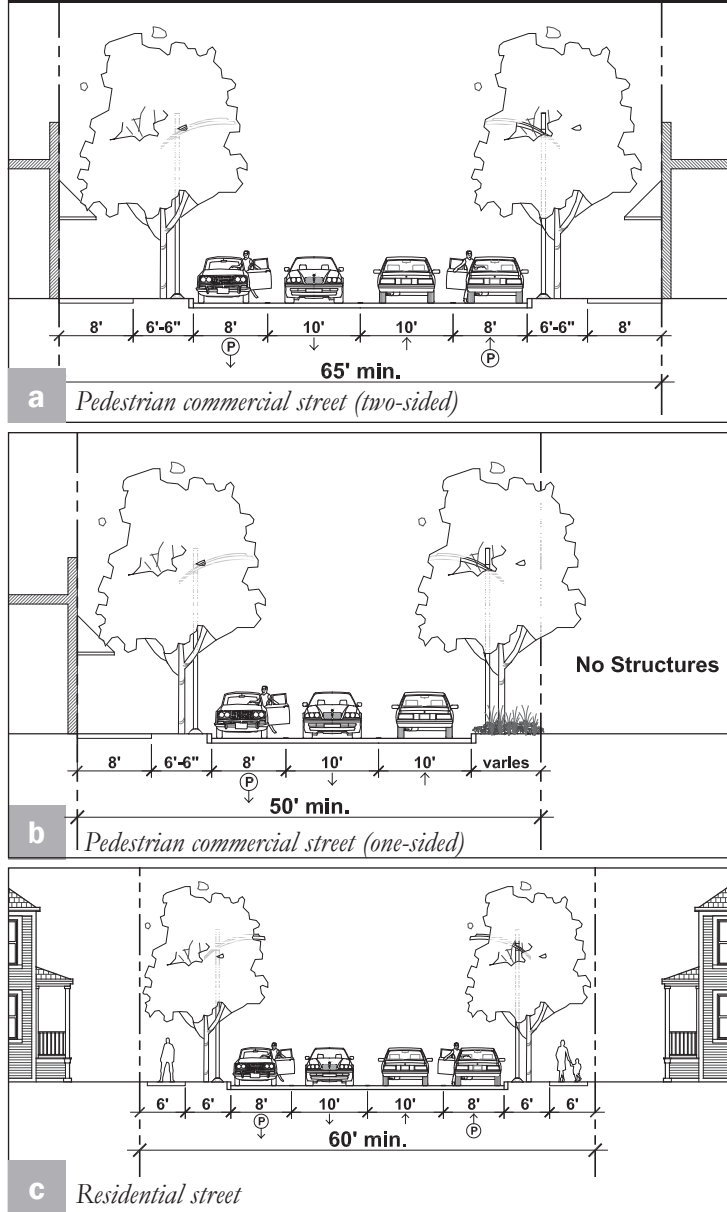 8' 6'-6" 8' 10' 10' 8' 6'-6" 8'
P P
65' min.
a Pedestrian commercial street (two-sided)
No Structures
8' 6'-6" 8' 10' 10' varies
P
50' min.
b Pedestrian commercial street (one-sided)
6' 6' 8' 10' 10' 8' 6' 6'
P P
60' min.
c Residential street